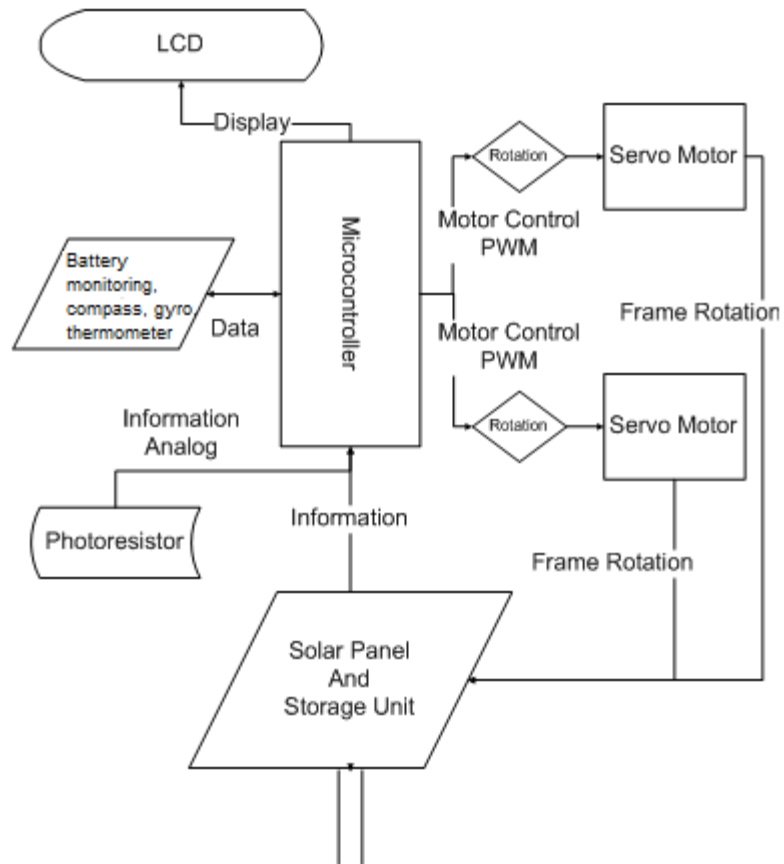 LCD
Display
Rotation
Servo Motor
Microcontroller
Motor Control
PWM
Battery
monitoring,
compass, gyro,
thermometer
Data
Frame Rotation
Motor Control
PWM
Rotation
Servo Motor
Information
Analog
Information
Photoresistor
Frame Rotation
Solar Panel
And
Storage Unit